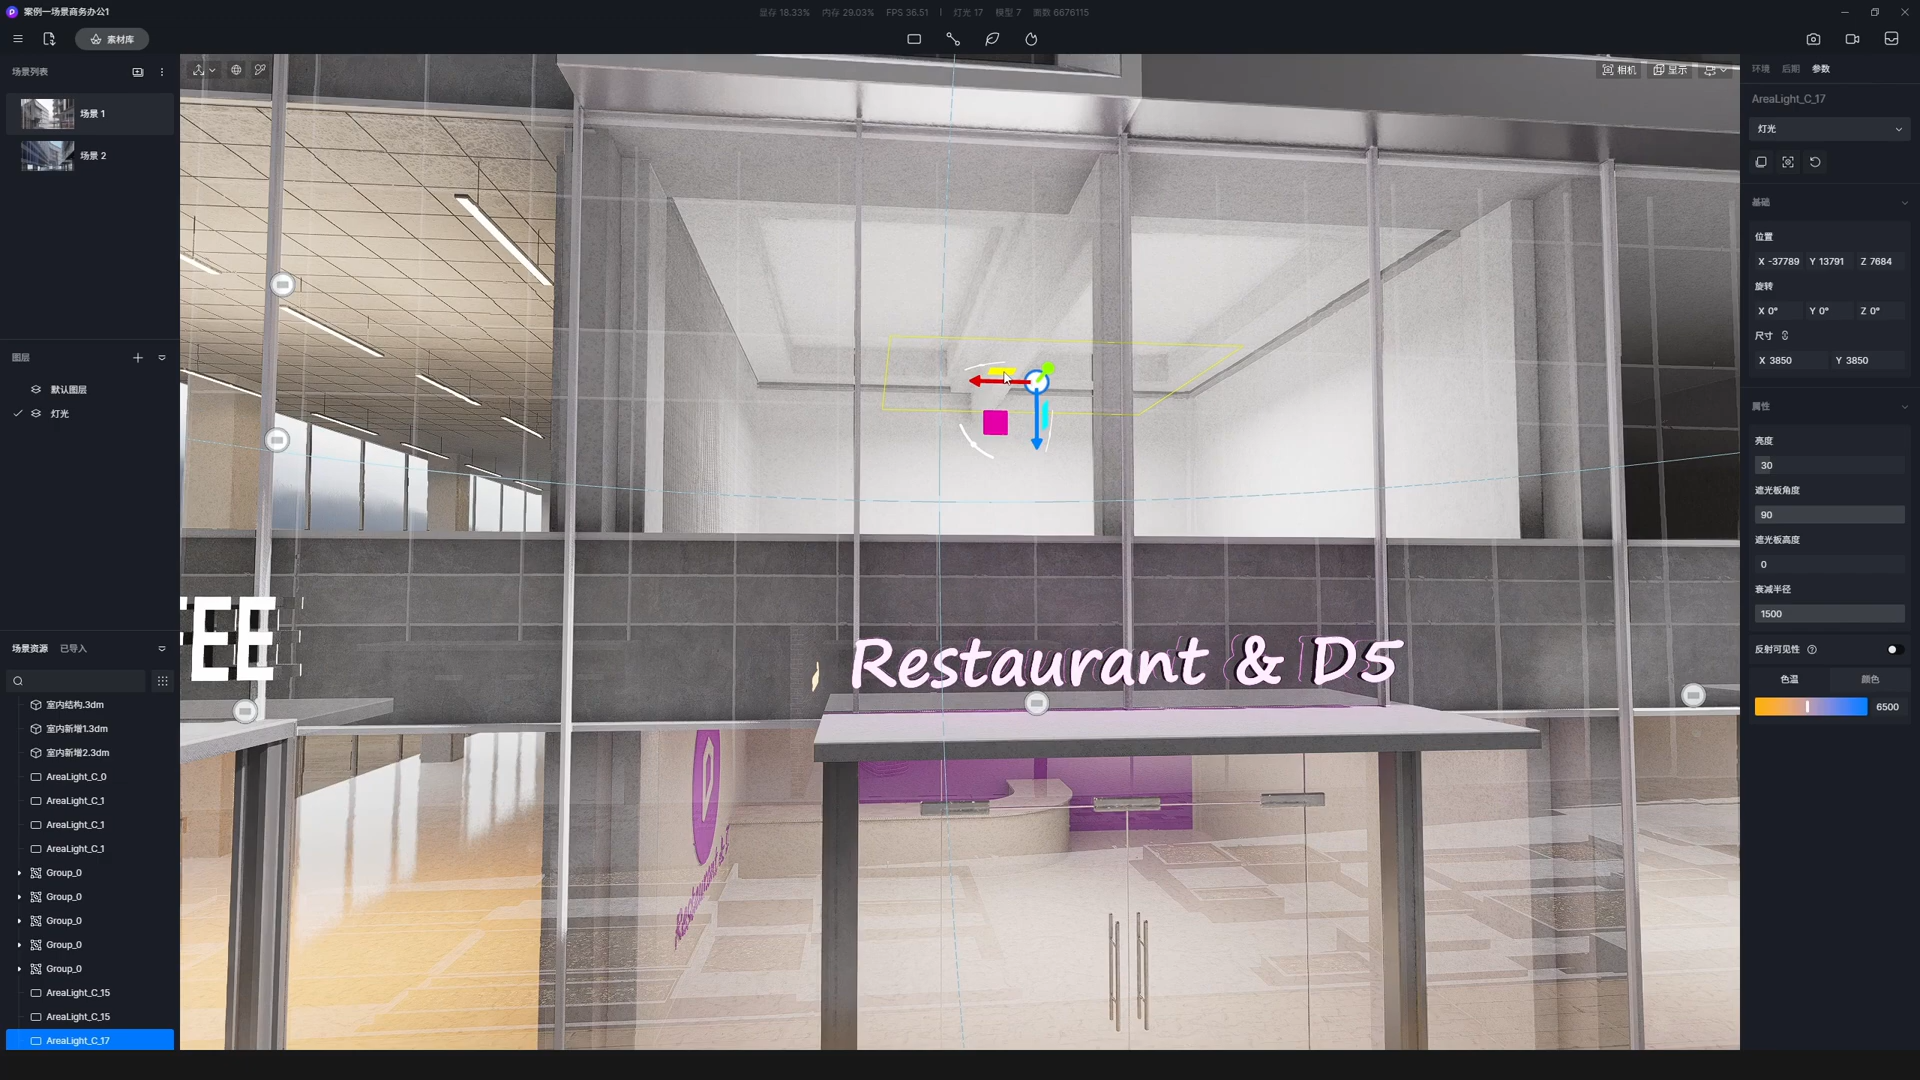 案例一场景商务办公1
显存 18.33% 内存 29.03% FPS 36.51 | 灯光 17 模型 7 面数 6676115
素材库
场景列表
场景 1
场景 2
图层
默认图层
灯光
场景资源 已导入
室内结构.3dm
室内新增1.3dm
室内新增2.3dm
AreaLight_C_0
AreaLight_C_1
AreaLight_C_1
AreaLight_C_1
Group_0
Group_0
Group_0
Group_0
Group_0
AreaLight_C_15
AreaLight_C_15
AreaLight_C_17
相机 显示
FEE
Restaurant & D5
环境 后期 参数
AreaLight_C_17
灯光
基础
位置
X -37789 Y 13791 Z 7684
旋转
X 0° Y 0° Z 0°
尺寸
X 3850 Y 3850
属性
亮度
30
遮光板角度
90
遮光板高度
0
衰减半径
1500
反射可见性
色温 颜色
6500